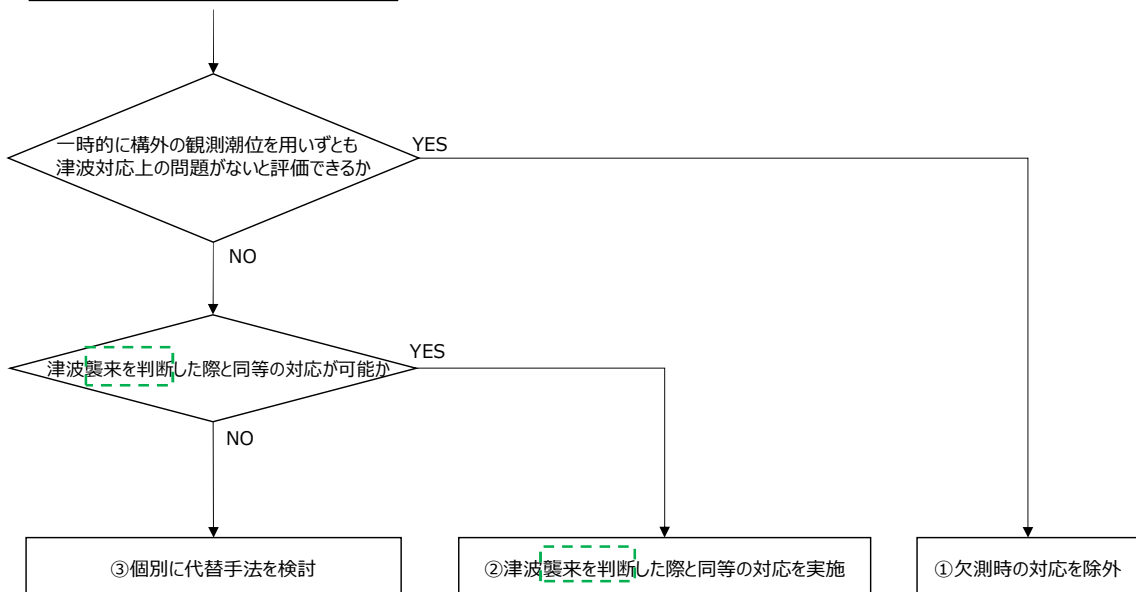 一時的に構外の観測潮位を用いずとも
津波対応上の問題がないと評価できるか
YES
NO
津波襲来を判断した際と同等の対応が可能か
YES
NO
③個別に代替手法を検討
②津波襲来を判断した際と同等の対応を実施
①欠測時の対応を除外